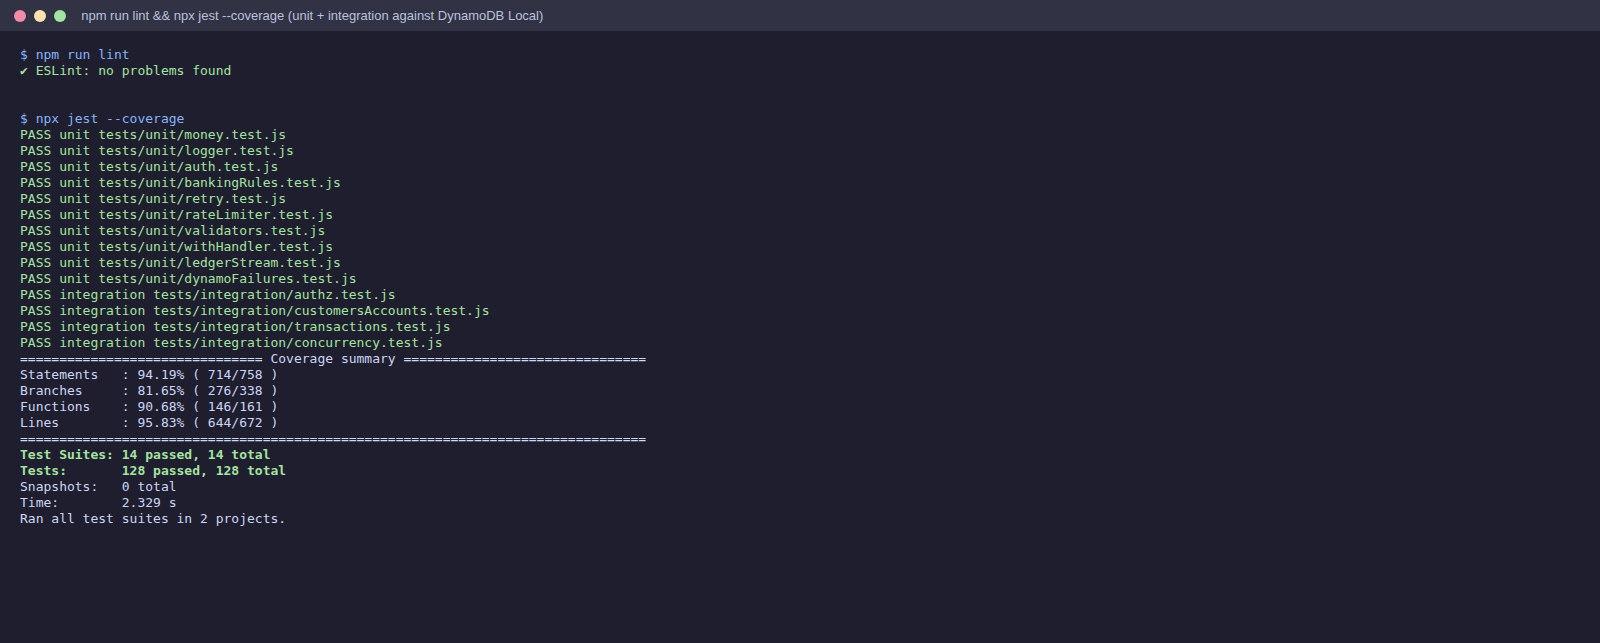 npm run lint && npx jest --coverage (unit + integration against DynamoDB Local)
$ npm run lint
✔ ESLint: no problems found
$ npx jest --coverage
PASS unit tests/unit/money.test.js
PASS unit tests/unit/logger.test.js
PASS unit tests/unit/auth.test.js
PASS unit tests/unit/bankingRules.test.js
PASS unit tests/unit/retry.test.js
PASS unit tests/unit/rateLimiter.test.js
PASS unit tests/unit/validators.test.js
PASS unit tests/unit/withHandler.test.js
PASS unit tests/unit/ledgerStream.test.js
PASS unit tests/unit/dynamoFailures.test.js
PASS integration tests/integration/authz.test.js
PASS integration tests/integration/customersAccounts.test.js
PASS integration tests/integration/transactions.test.js
PASS integration tests/integration/concurrency.test.js
=============================== Coverage summary ===============================
Statements   : 94.19% ( 714/758 )
Branches     : 81.65% ( 276/338 )
Functions    : 90.68% ( 146/161 )
Lines        : 95.83% ( 644/672 )
================================================================================
Test Suites: 14 passed, 14 total
Tests:       128 passed, 128 total
Snapshots:   0 total
Time:        2.329 s
Ran all test suites in 2 projects.